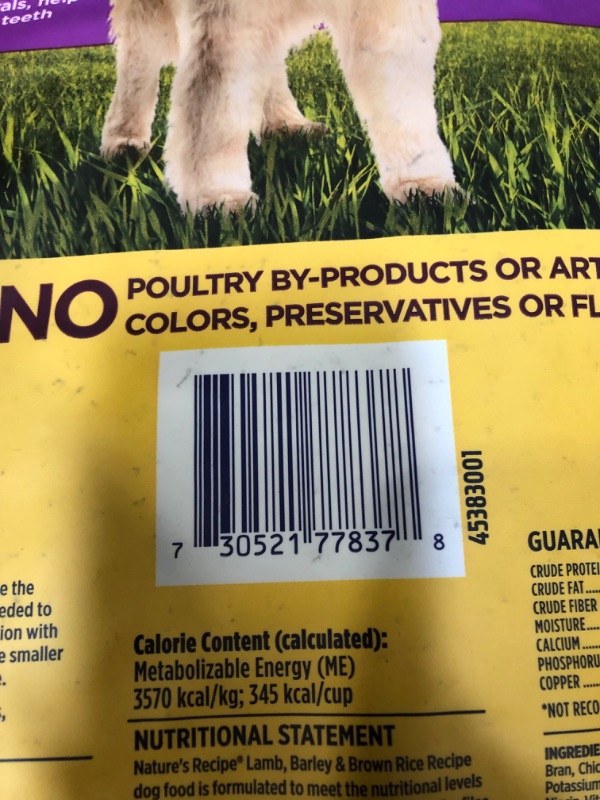 teeth
NO POULTRY BY-PRODUCTS OR ART
COLORS, PRESERVATIVES OR FL
7 30521 77837 8
45383001
e the
eded to
ion with
e smaller
Calorie Content (calculated):
Metabolizable Energy (ME)
3570 kcal/kg; 345 kcal/cup
NUTRITIONAL STATEMENT
Nature's Recipe® Lamb, Barley & Brown Rice Recipe
dog food is formulated to meet the nutritional levels
GUARA
CRUDE PROTEI
CRUDE FAT.....
CRUDE FIBER
MOISTURE....
CALCIUM......
PHOSPHORU
COPPER ......
*NOT RECO
INGREDIE
Bran, Chic
Potassium